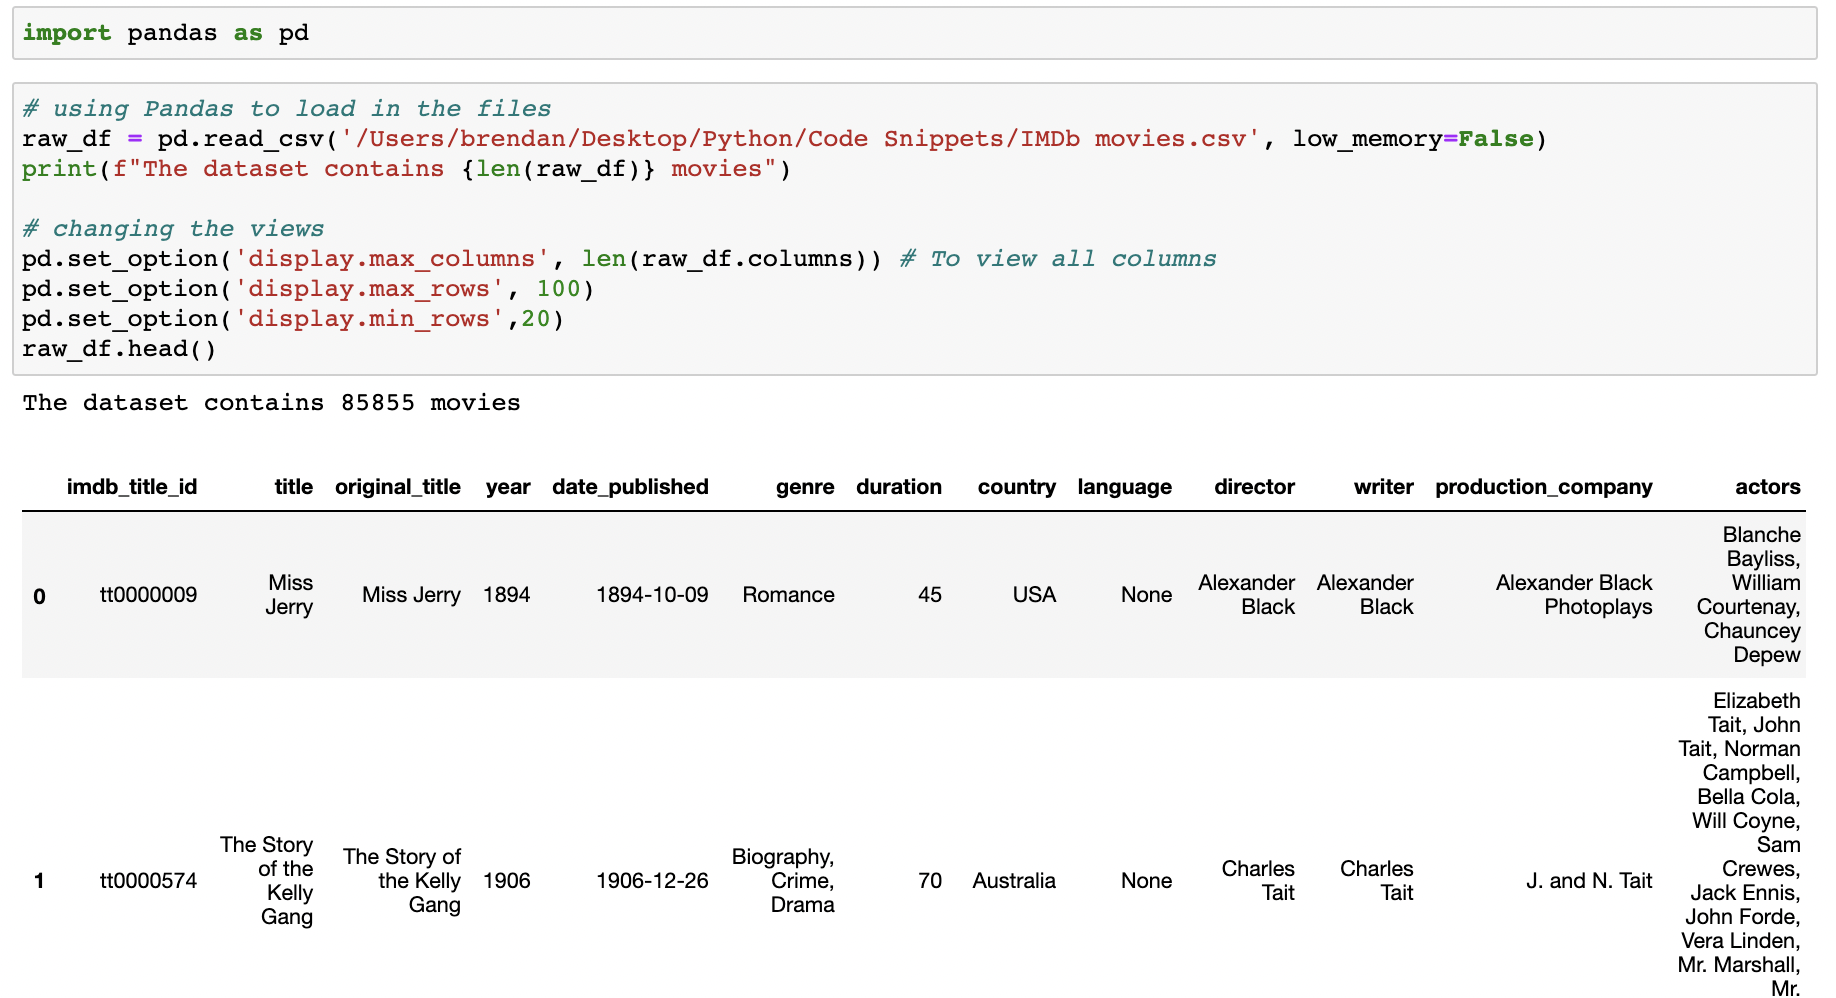 import pandas as pd
# using Pandas to load in the files
raw_df = pd.read_csv('/Users/brendan/Desktop/Python/Code Snippets/IMDb movies.csv', low_memory=False)
print(f"The dataset contains {len(raw_df)} movies")
# changing the views
pd.set_option('display.max_columns', len(raw_df.columns)) # To view all columns
pd.set_option('display.max_rows', 100)
pd.set_option('display.min_rows',20)
raw_df.head()
The dataset contains 85855 movies
imdb_title_id title original_title year date_published genre duration country language director writer production_company actors
0 tt0000009 Miss Jerry Miss Jerry 1894 1894-10-09 Romance 45 USA None Alexander Black Alexander Black Alexander Black Photoplays Blanche
Bayliss,
William
Courtenay,
Chauncey
Depew
1 tt0000574 The Story of the Kelly Gang The Story of the Kelly Gang 1906 1906-12-26 Biography, Crime, Drama 70 Australia None Charles Tait Charles Tait J. and N. Tait Elizabeth
Tait, John
Tait, Norman
Campbell,
Bella Cola,
Will Coyne,
Sam
Crewes,
Jack Ennis,
John Forde,
Vera Linden,
Mr. Marshall,
Mr.